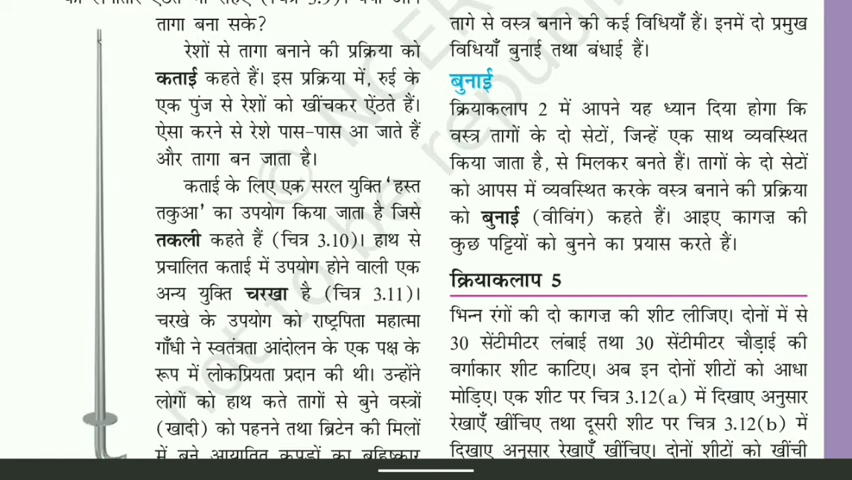 तागा बना सके?
रेशों से तागा बनाने की प्रक्रिया को
कताई कहते हैं। इस प्रक्रिया में, रुई के
एक पुंज से रेशों को खींचकर ऐंठते हैं।
ऐसा करने से रेशे पास-पास आ जाते हैं
और तागा बन जाता है।
कताई के लिए एक सरल युक्ति 'हस्त
तकुआ' का उपयोग किया जाता है जिसे
तकली कहते हैं (चित्र 3.10)। हाथ से
प्रचालित कताई में उपयोग होने वाली एक
अन्य युक्ति चरखा है (चित्र 3.11)।
चरखे के उपयोग को राष्ट्रपिता महात्मा
गाँधी ने स्वतंत्रता आंदोलन के एक पक्ष के
रूप में लोकप्रियता प्रदान की थी। उन्होंने
लोगों को हाथ कते तागों से बुने वस्त्रों
(खादी) को पहनने तथा ब्रिटेन की मिलों
में बने आयातित कपड़ों का बहिष्कार
तागे से वस्त्र बनाने की कई विधियाँ हैं। इनमें दो प्रमुख
विधियाँ बुनाई तथा बंधाई हैं।
बुनाई
क्रियाकलाप 2 में आपने यह ध्यान दिया होगा कि
वस्त्र तागों के दो सेटों, जिन्हें एक साथ व्यवस्थित
किया जाता है, से मिलकर बनते हैं। तागों के दो सेटों
को आपस में व्यवस्थित करके वस्त्र बनाने की प्रक्रिया
को बुनाई (वीविंग) कहते हैं। आइए कागज़ की
कुछ पट्टियों को बुनने का प्रयास करते हैं।
क्रियाकलाप 5
भिन्न रंगों की दो कागज़ की शीट लीजिए। दोनों में से
30 सेंटीमीटर लंबाई तथा 30 सेंटीमीटर चौड़ाई की
वर्गाकार शीट काटिए। अब इन दोनों शीटों को आधा
मोड़िए। एक शीट पर चित्र 3.12(a) में दिखाए अनुसार
रेखाएँ खींचिए तथा दूसरी शीट पर चित्र 3.12(b) में
दिखाए अनुसार रेखाएँ खींचिए। दोनों शीटों को खींची